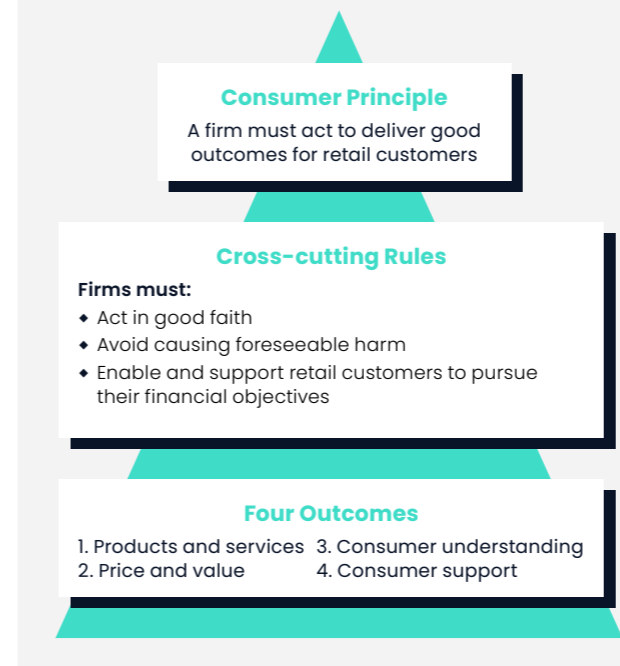 Consumer Principle
A firm must act to deliver good
outcomes for retail customers
Cross-cutting Rules
Firms must:
Act in good faith
Avoid causing foreseeable harm
Enable and support retail customers to pursue
their financial objectives
Four Outcomes
1. Products and services
2. Price and value
3. Consumer understanding
4. Consumer support